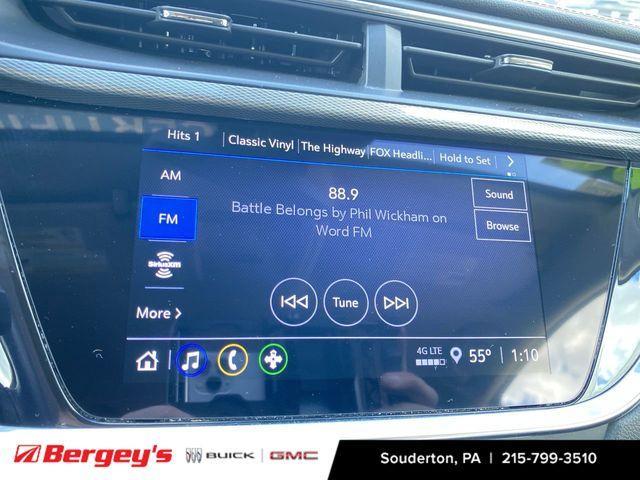 Hits 1 Classic Vinyl The Highway FOX Headli... Hold to Set
AM
88.9
Sound
FM
Battle Belongs by Phil Wickham on
Word FM
Browse
SiriusXM
Tune
More
4G LTE 55° 1:10
Bergey's BUICK GMC
Souderton, PA | 215-799-3510